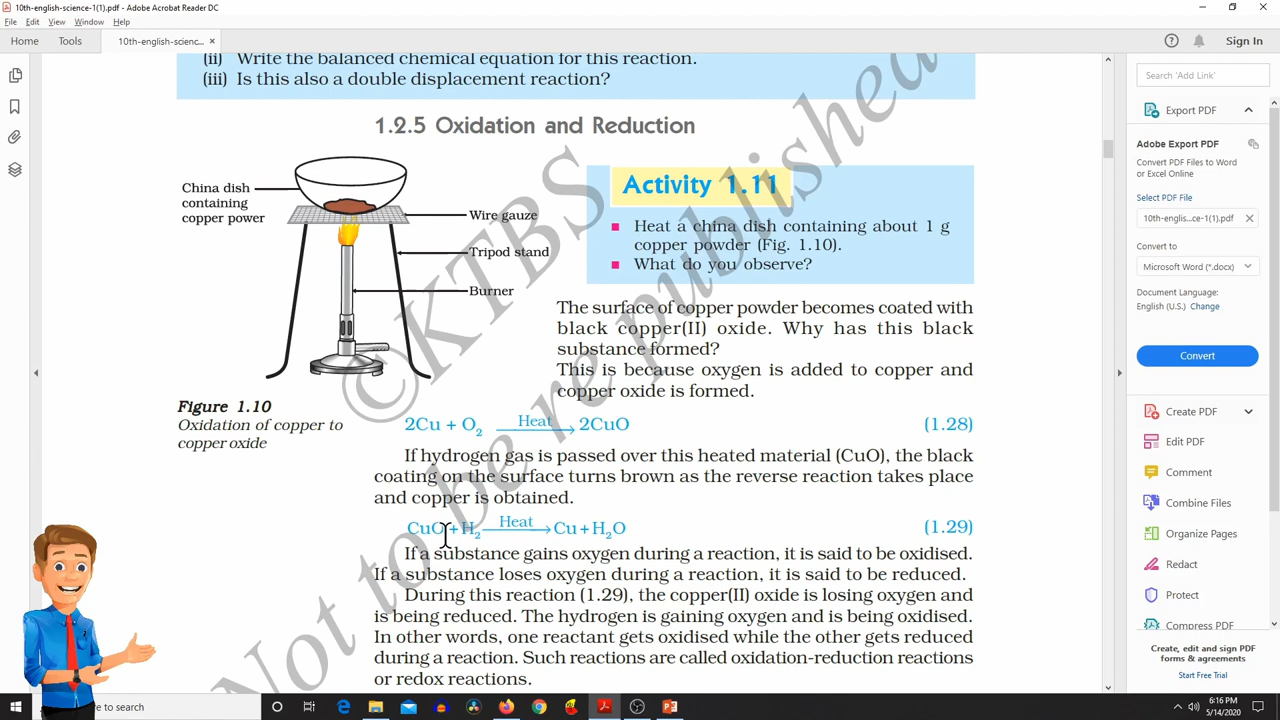 10th-english-science-1(1).pdf - Adobe Acrobat Reader DC
File Edit View Window Help
Home Tools 10th-english-scienc... × Sign In
(ii) Write the balanced chemical equation for this reaction.
(iii) Is this also a double displacement reaction?
1.2.5 Oxidation and Reduction
China dish
containing
copper power
Wire gauze
Tripod stand
Burner
Figure 1.10
Oxidation of copper to
copper oxide
Activity 1.11
■ Heat a china dish containing about 1 g
copper powder (Fig. 1.10).
■ What do you observe?
The surface of copper powder becomes coated with
black copper(II) oxide. Why has this black
substance formed?
This is because oxygen is added to copper and
copper oxide is formed.
2Cu + O₂ —Heat→ 2CuO (1.28)
If hydrogen gas is passed over this heated material (CuO), the black
coating on the surface turns brown as the reverse reaction takes place
and copper is obtained.
CuO + H₂ —Heat→ Cu + H₂O (1.29)
If a substance gains oxygen during a reaction, it is said to be oxidised.
If a substance loses oxygen during a reaction, it is said to be reduced.
During this reaction (1.29), the copper(II) oxide is losing oxygen and
is being reduced. The hydrogen is gaining oxygen and is being oxidised.
In other words, one reactant gets oxidised while the other gets reduced
during a reaction. Such reactions are called oxidation-reduction reactions
or redox reactions.
©KTBS
Not to be republished
Search 'Add Link'
Export PDF
Adobe Export PDF
Convert PDF Files to Word
or Excel Online
Select PDF File
10th-englis...ce-1(1).pdf ×
Convert to
Microsoft Word (*.docx)
Document Language:
English (U.S.) Change
Convert
Create PDF
Edit PDF
Comment
Combine Files
Organize Pages
Redact
Protect
Compress PDF
Create, edit and sign PDF
forms & agreements
Start Free Trial
to search
6:16 PM
5/14/2020